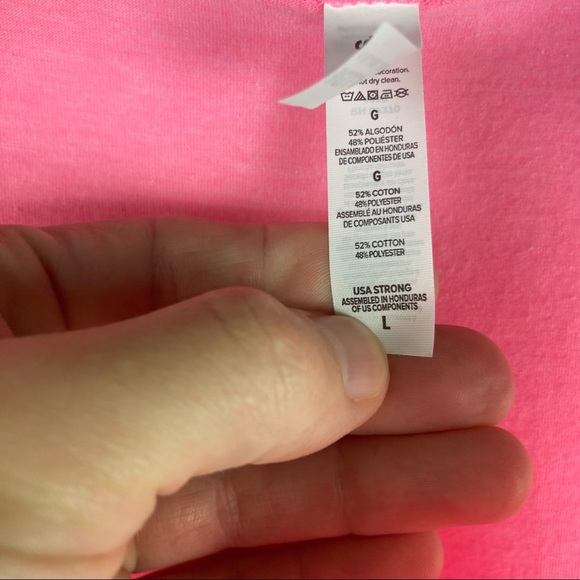 decoration.
not dry clean.
G
52% ALGODÓN
48% POLIÉSTER
ENSAMBLADO EN HONDURAS
DE COMPONENTES DE USA
G
52% COTON
48% POLYESTER
ASSEMBLÉ AU HONDURAS
DE COMPOSANTS USA
52% COTTON
48% POLYESTER
USA STRONG
ASSEMBLED IN HONDURAS
OF US COMPONENTS
L